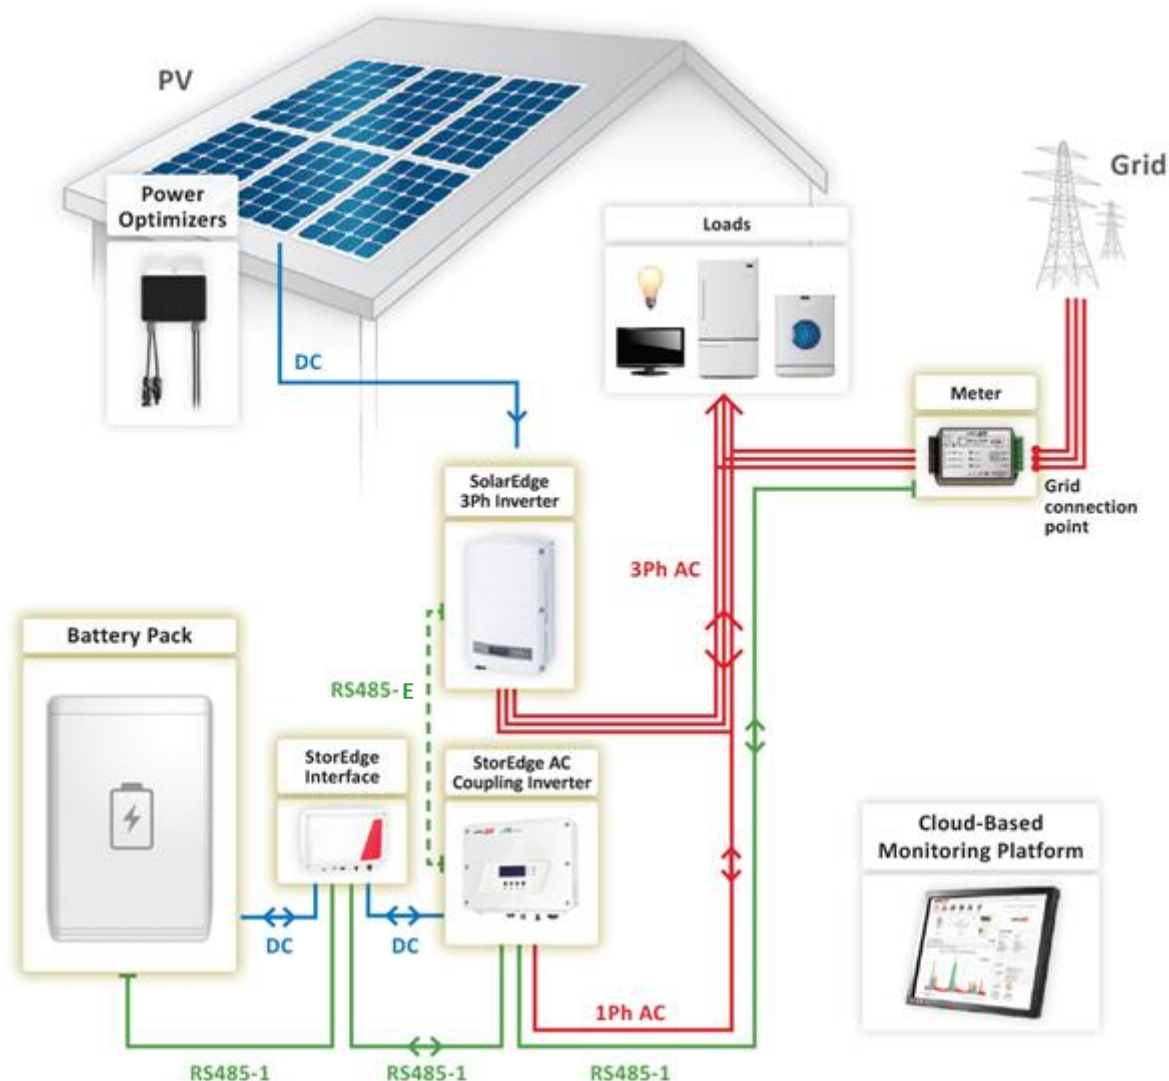 PV
Grid
Power
Optimizers
Loads
DC
Meter
SolarEdge
3Ph Inverter
Grid
connection
point
3Ph AC
Battery Pack
RS485-E
StorEdge
Interface
StorEdge AC
Coupling Inverter
Cloud-Based
Monitoring Platform
DC
DC
1Ph AC
RS485-1
RS485-1
RS485-1